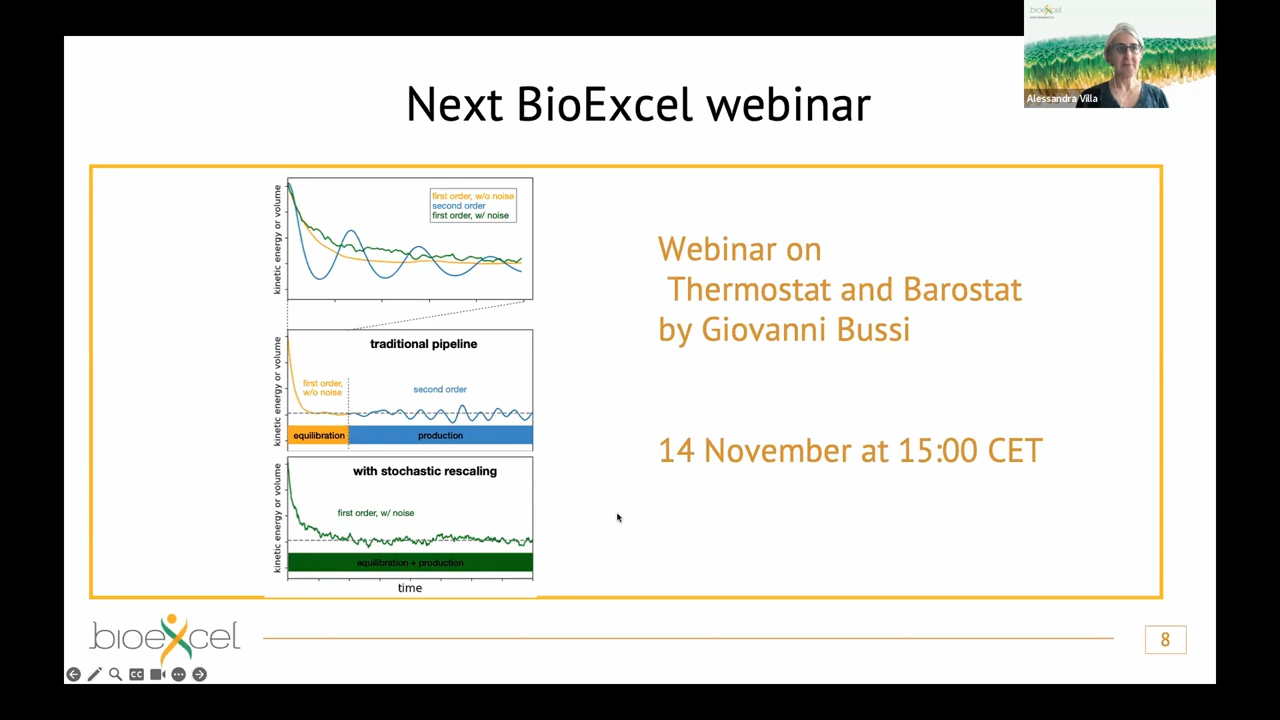 bioexcel
Alessandra Villa
Next BioExcel webinar
kinetic energy or volume
first order, w/o noise
second order
first order, w/ noise
kinetic energy or volume
traditional pipeline
first order,
w/o noise
second order
equilibration
production
kinetic energy or volume
with stochastic rescaling
first order, w/ noise
equilibration + production
time
Webinar on
Thermostat and Barostat
by Giovanni Bussi
14 November at 15:00 CET
bioexcel
8
CC